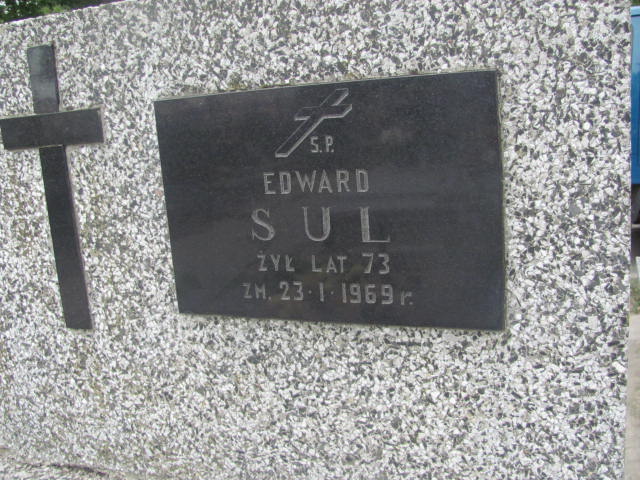 S.P.
EDWARD
SUL
ŻYŁ LAT 73
ZM. 23·1·1969 r.